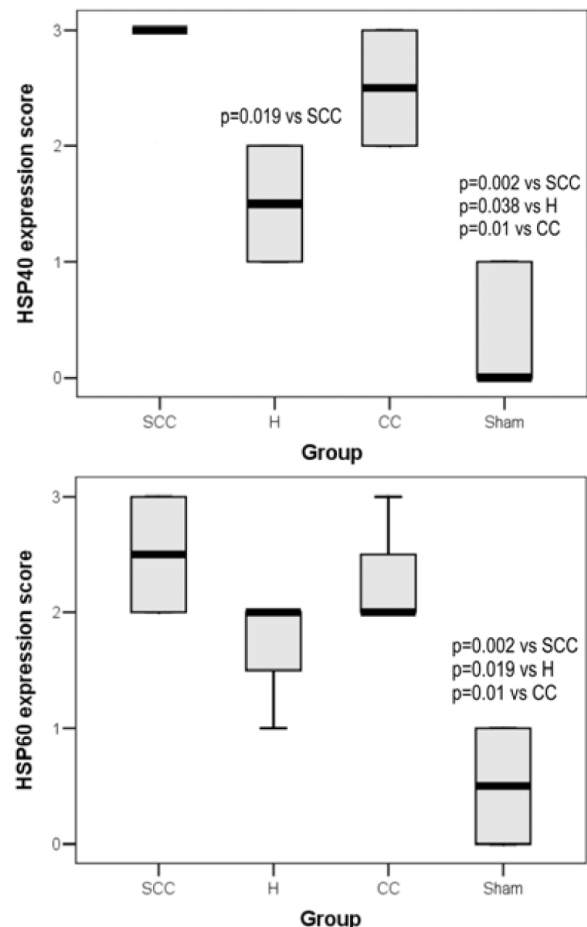 HSP40 expression score
3
2
1
0
p=0.019 vs SCC
p=0.002 vs SCC
p=0.038 vs H
p=0.01 vs CC
SCC H CC Sham
Group
HSP60 expression score
3
2
1
0
p=0.002 vs SCC
p=0.019 vs H
p=0.01 vs CC
SCC H CC Sham
Group